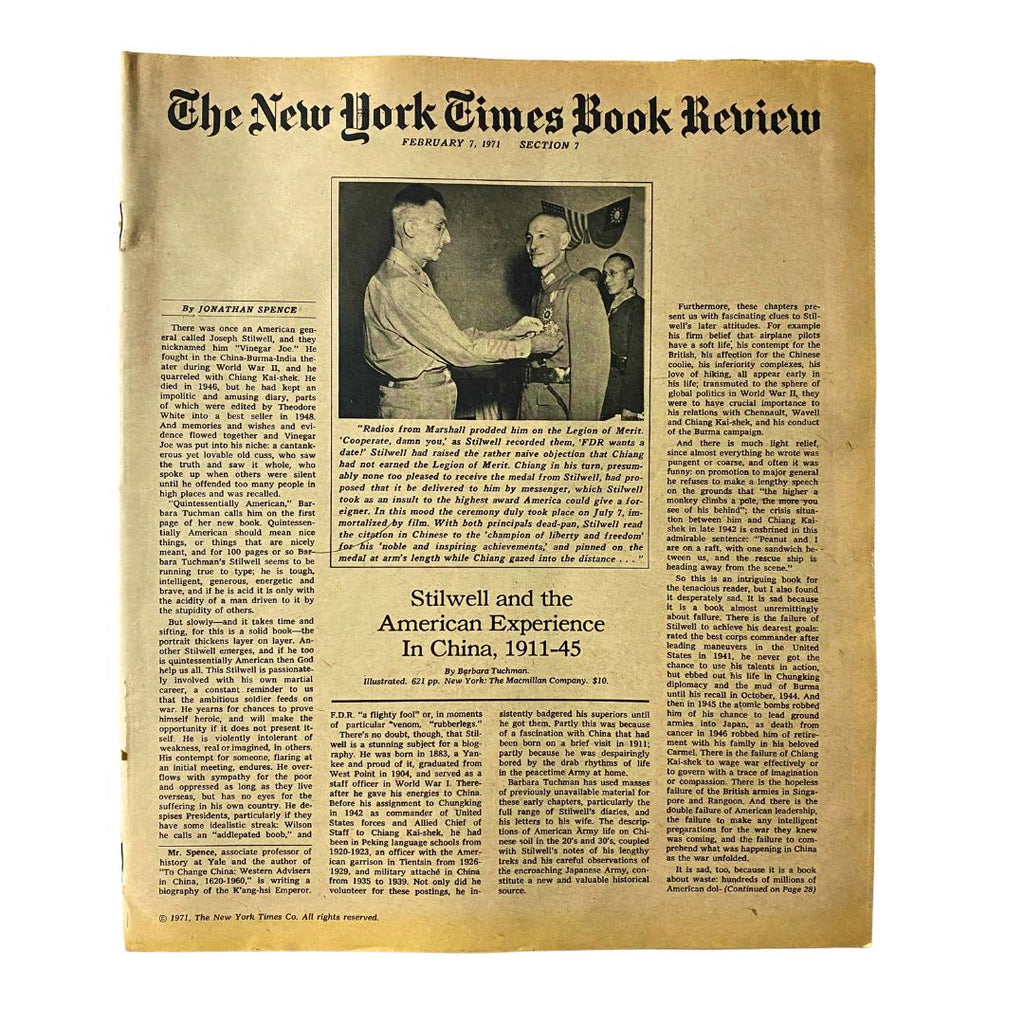 The New York Times Book Review
FEBRUARY 7, 1971 SECTION 7
"Radios from Marshall prodded him on the Legion of Merit.
'Cooperate, damn you,' as Stilwell recorded them, 'FDR wants a
date!' Stilwell had raised the rather naive objection that Chiang
had not earned the Legion of Merit. Chiang in his turn, presum-
ably none too pleased to receive the medal from Stilwell, had pro-
posed that it be delivered to him by messenger, which Stilwell
took as an insult to the highest award America could give a for-
eigner. In this mood the ceremony duly took place on July 7, im-
mortalized by film. With both principals dead-pan, Stilwell read
the citation in Chinese to the 'champion of liberty and freedom'
for his 'noble and inspiring achievements,' and pinned on the
medal at arm's length while Chiang gazed into the distance . . ."
Stilwell and the
American Experience
In China, 1911-45
By Barbara Tuchman.
Illustrated. 621 pp. New York: The Macmillan Company. $10.
By JONATHAN SPENCE
There was once an American gen-
eral called Joseph Stilwell, and they
nicknamed him "Vinegar Joe." He
fought in the China-Burma-India the-
ater during World War II, and he
quarreled with Chiang Kai-shek. He
died in 1946, but he had kept an
impolitic and amusing diary, parts
of which were edited by Theodore
White into a best seller in 1948.
And memories and wishes and evi-
dence flowed together and Vinegar
Joe was put into his niche: a cantank-
erous yet lovable old cuss, who saw
the truth and saw it whole, who
spoke up when others were silent
until he offended too many people in
high places and was recalled.
"Quintessentially American," Bar-
bara Tuchman calls him on the first
page of her new book. Quintessen-
tially American should mean nice
things, or things that are nicely
meant, and for 100 pages or so Bar-
bara Tuchman's Stilwell seems to be
running true to type; he is tough,
intelligent, generous, energetic and
brave, and if he is acid it is only with
the acidity of a man driven to it by
the stupidity of others.
But slowly—and it takes time and
sifting, for this is a solid book—the
portrait thickens layer on layer. An-
other Stilwell emerges, and if he too
is quintessentially American then God
help us all. This Stilwell is passionate-
ly involved with his own martial
career, a constant reminder to us
that the ambitious soldier feeds on
war. He yearns for chances to prove
himself heroic, and will make the
opportunity if it does not present it-
self. He is violently intolerant of
weakness, real or imagined, in others.
His contempt for someone, flaring at
an initial meeting, endures. He over-
flows with sympathy for the poor
and oppressed as long as they live
overseas, but has no eyes for the
suffering in his own country. He de-
spises Presidents, particularly if they
have some idealistic streak: Wilson
he calls an "addlepated boob," and
Mr. Spence, associate professor of
history at Yale and the author of
"To Change China: Western Advisers
in China, 1620-1960," is writing a
biography of the K'ang-hsi Emperor.
F.D.R. "a flighty fool" or, in moments
of particular "venom, "rubberlegs."
There's no doubt, though, that Stil-
well is a stunning subject for a biog-
raphy. He was born in 1883, a Yan-
kee and proud of it, graduated from
West Point in 1904, and served as a
staff officer in World War I. There-
after he gave his energies to China.
Before his assignment to Chungking
in 1942 as commander of United
States forces and Allied Chief of
Staff to Chiang Kai-shek, he had
been in Peking language schools from
1920-1923, an officer with the Amer-
ican garrison in Tientsin from 1926-
1929, and military attaché in China
from 1935 to 1939. Not only did he
volunteer for these postings, he in-
sistently badgered his superiors until
he got them. Partly this was because
of a fascination with China that had
been born on a brief visit in 1911;
partly because he was despairingly
bored by the drab rhythms of life
in the peacetime Army at home.
Barbara Tuchman has used masses
of previously unavailable material for
these early chapters, particularly the
full range of Stilwell's diaries, and
his letters to his wife. The descrip-
tions of American Army life on Chi-
nese soil in the 20's and 30's, coupled
with Stilwell's notes of his lengthy
treks and his careful observations of
the encroaching Japanese Army, con-
stitute a new and valuable historical
source.
Furthermore, these chapters pre-
sent us with fascinating clues to Stil-
well's later attitudes. For example
his firm belief that airplane pilots
have a soft life, his contempt for the
British, his affection for the Chinese
coolie, his inferiority complexes, his
love of hiking, all appear early in
his life; transmuted to the sphere of
global politics in World War II, they
were to have crucial importance to
his relations with Chennault, Wavell
and Chiang Kai-shek, and his conduct
of the Burma campaign.
And there is much light relief,
since almost everything he wrote was
pungent or coarse, and often it was
funny: on promotion to major general
he refuses to make a lengthy speech
on the grounds that "the higher a
monkey climbs a pole, the more you
see of his behind"; the crisis situa-
tion between him and Chiang Kai-
shek in late 1942 is enshrined in this
admirable sentence: "Peanut and I
are on a raft, with one sandwich be-
tween us, and the rescue ship is
heading away from the scene."
So this is an intriguing book for
the tenacious reader, but I also found
it desperately sad. It is sad because
it is a book almost unremittingly
about failure. There is the failure of
Stilwell to achieve his dearest goals:
rated the best corps commander after
leading maneuvers in the United
States in 1941, he never got the
chance to use his talents in action,
but ebbed out his life in Chungking
diplomacy and the mud of Burma
until his recall in October, 1944. And
then in 1945 the atomic bombs robbed
him of his chance to lead ground
armies into Japan, as death from
cancer in 1946 robbed him of retire-
ment with his family in his beloved
Carmel. There is the failure of Chiang
Kai-shek to wage war effectively or
to govern with a trace of imagination
or compassion. There is the hopeless
failure of the British armies in Singa-
pore and Rangoon. And there is the
double failure of American leadership,
the failure to make any intelligent
preparations for the war they knew
was coming, and the failure to com-
prehend what was happening in China
as the war unfolded.
It is sad, too, because it is a book
about waste: hundreds of millions of
American dol- (Continued on Page 28)
© 1971, The New York Times Co. All rights reserved.